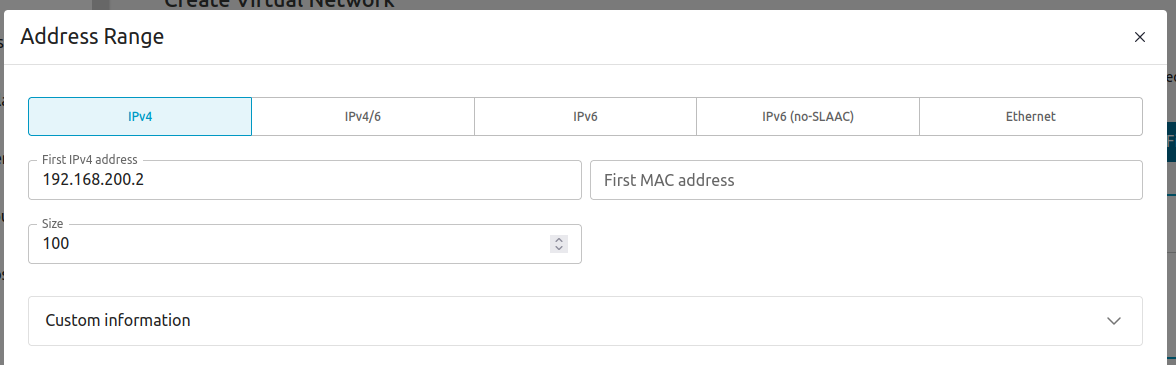 Create Virtual Network
Address Range
IPv4
IPv4/6
IPv6
IPv6 (no-SLAAC)
Ethernet
First IPv4 address
192.168.200.2
First MAC address
Size
100
Custom information